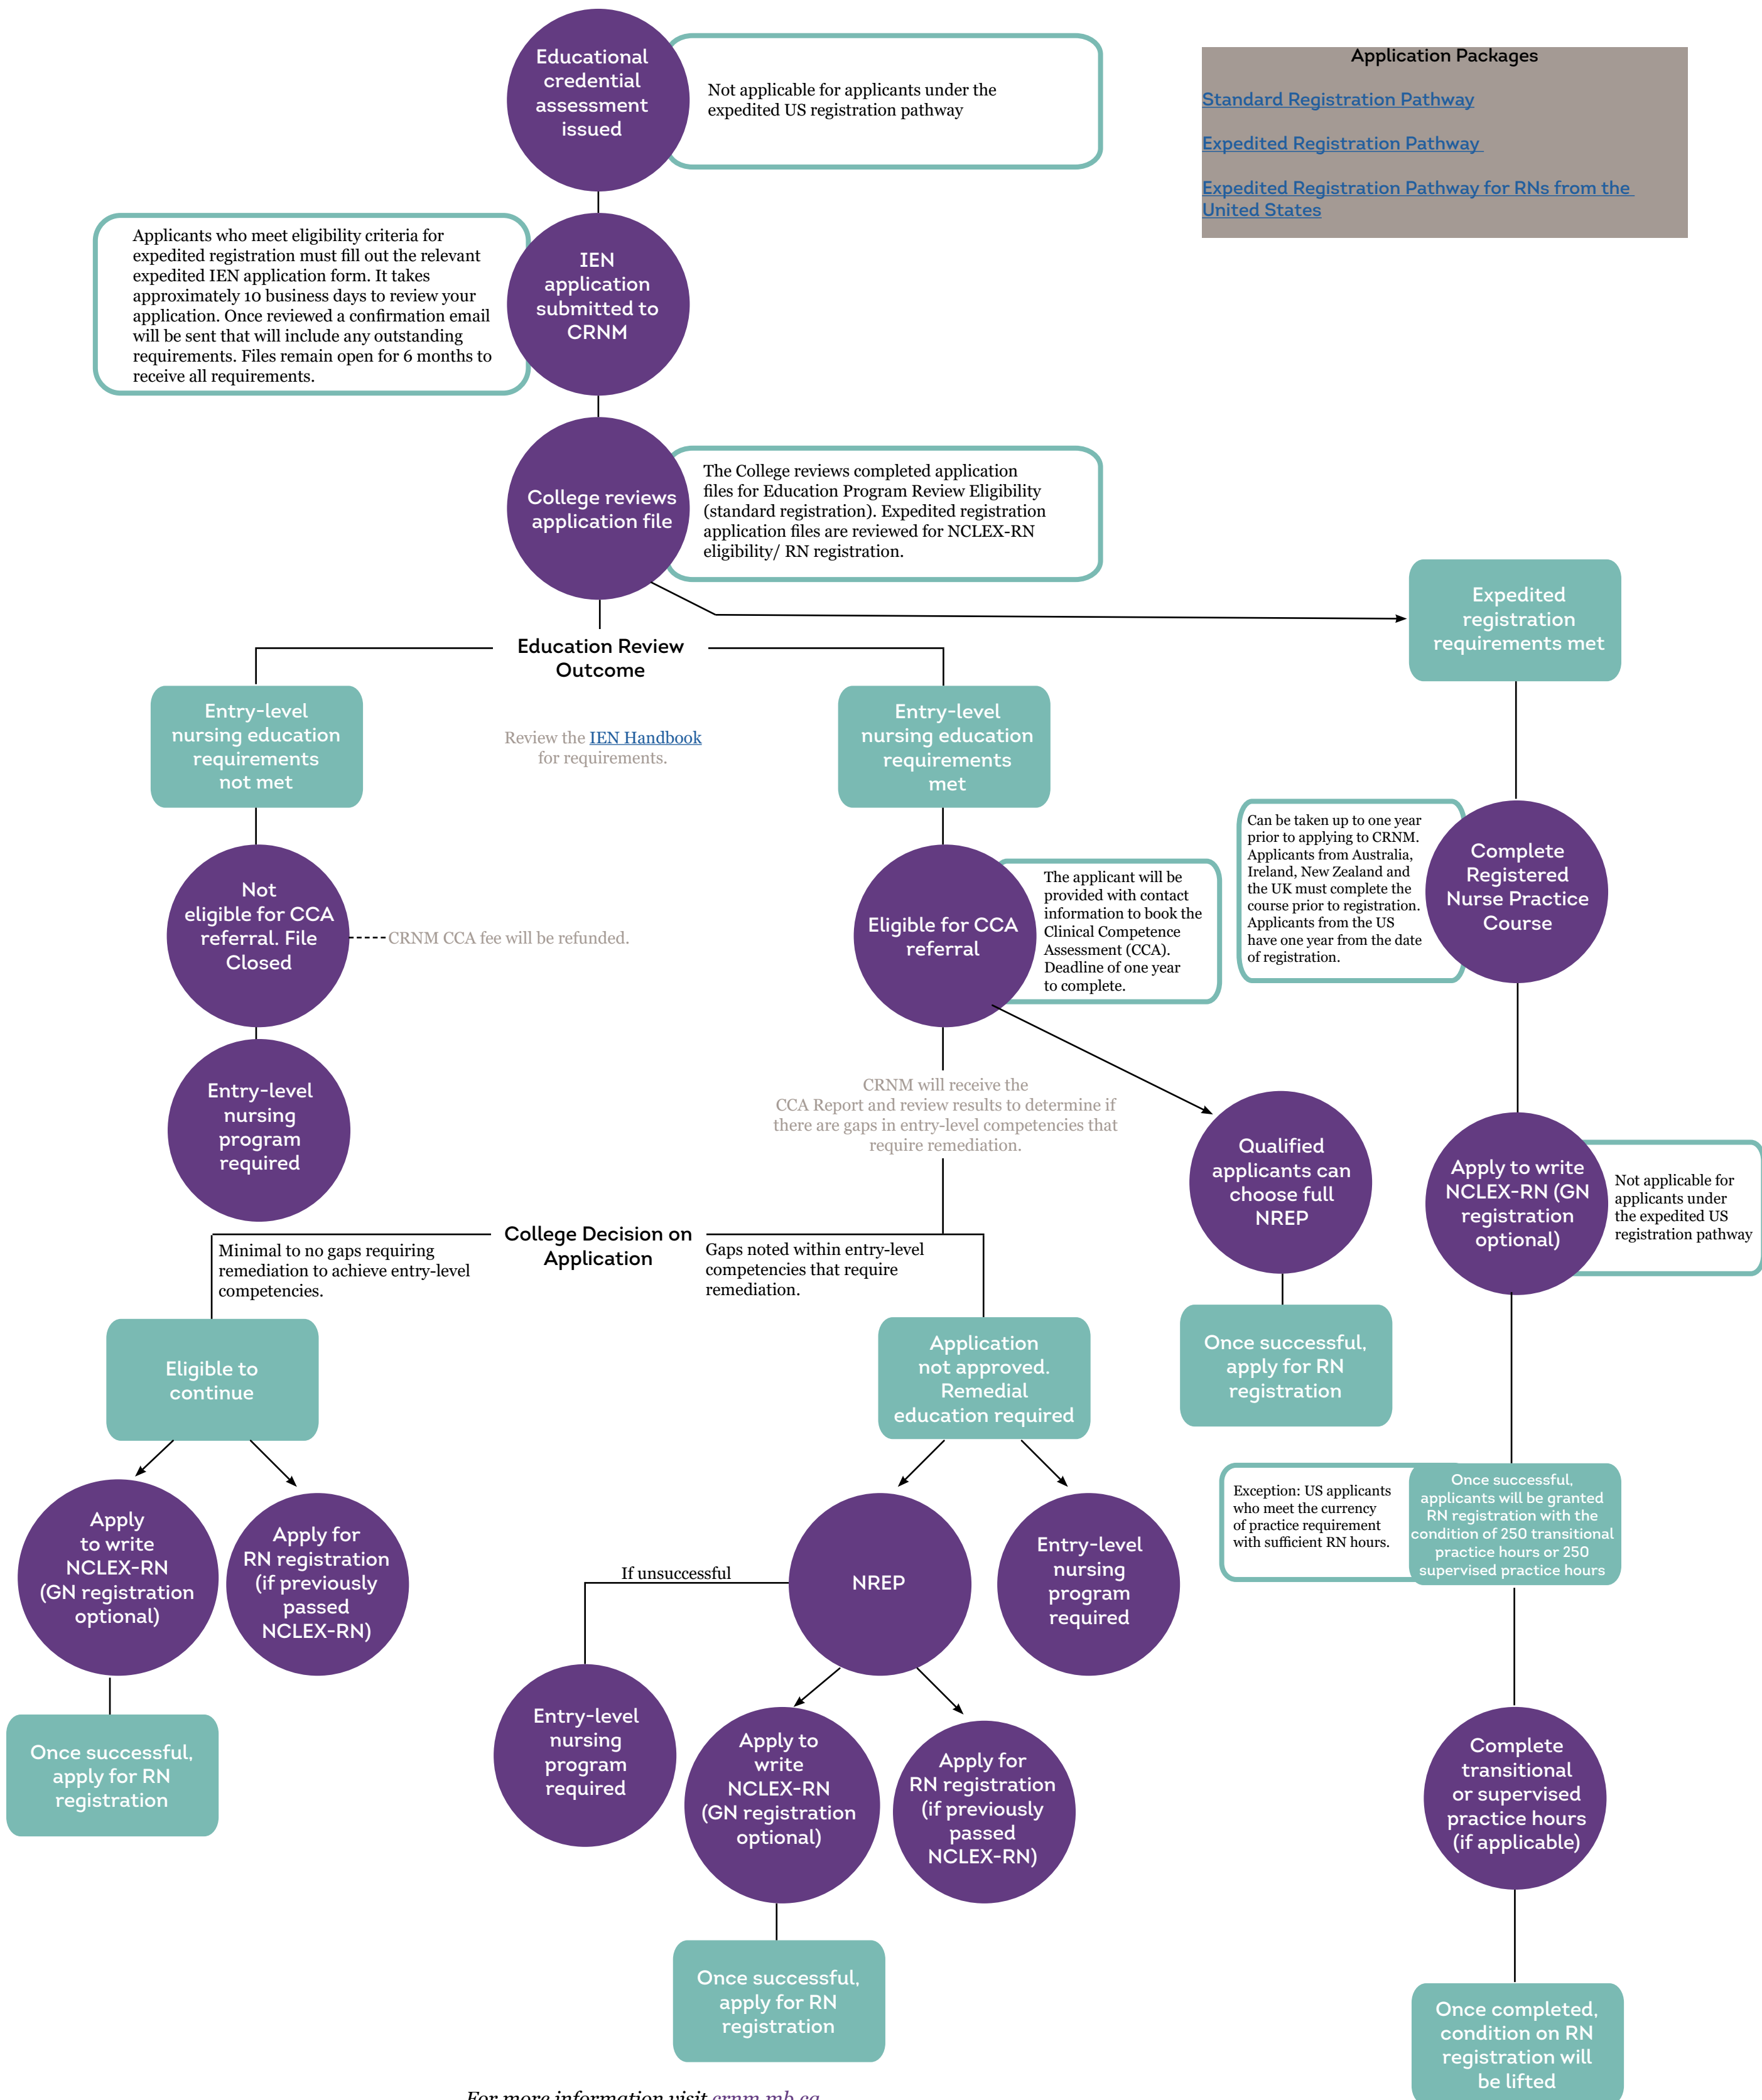 Educational
credential
assessment
issued
Not applicable for applicants under the
expedited US registration pathway
Application Packages
Standard Registration Pathway
Expedited Registration Pathway
Expedited Registration Pathway for RNs from the
United States
Applicants who meet eligibility criteria for
expedited registration must fill out the relevant
expedited IEN application form. It takes
approximately 10 business days to review your
application. Once reviewed a confirmation email
will be sent that will include any outstanding
requirements. Files remain open for 6 months to
receive all requirements.
IEN
application
submitted to
CRNM
College reviews
application file
The College reviews completed application
files for Education Program Review Eligibility
(standard registration). Expedited registration
application files are reviewed for NCLEX-RN
eligibility/ RN registration.
Expedited
registration
requirements met
Education Review
Outcome
Entry-level
nursing education
requirements
not met
Review the IEN Handbook
for requirements.
Entry-level
nursing education
requirements
met
Not
eligible for CCA
referral. File
Closed
CRNM CCA fee will be refunded.
Eligible for CCA
referral
The applicant will be
provided with contact
information to book the
Clinical Competence
Assessment (CCA).
Deadline of one year
to complete.
Can be taken up to one year
prior to applying to CRNM.
Applicants from Australia,
Ireland, New Zealand and
the UK must complete the
course prior to registration.
Applicants from the US
have one year from the date
of registration.
Complete
Registered
Nurse Practice
Course
Entry-level
nursing
program
required
CRNM will receive the
CCA Report and review results to determine if
there are gaps in entry-level competencies that
require remediation.
Qualified
applicants can
choose full
NREP
Apply to write
NCLEX-RN (GN
registration
optional)
Not applicable for
applicants under
the expedited US
registration pathway
College Decision on
Application
Minimal to no gaps requiring
remediation to achieve entry-level
competencies.
Gaps noted within entry-level
competencies that require
remediation.
Eligible to
continue
Application
not approved.
Remedial
education required
Once successful,
apply for RN
registration
Apply
to write
NCLEX-RN
(GN registration
optional)
Apply for
RN registration
(if previously
passed
NCLEX-RN)
If unsuccessful
NREP
Entry-level
nursing
program
required
Exception: US applicants
who meet the currency
of practice requirement
with sufficient RN hours.
Once successful,
applicants will be granted
RN registration with the
condition of 250 transitional
practice hours or 250
supervised practice hours
Once successful,
apply for RN
registration
Entry-level
nursing
program
required
Apply to
write
NCLEX-RN
(GN registration
optional)
Apply for
RN registration
(if previously
passed
NCLEX-RN)
Complete
transitional
or supervised
practice hours
(if applicable)
Once successful,
apply for RN
registration
Once completed,
condition on RN
registration will
be lifted
For more information visit crnm.mb.ca